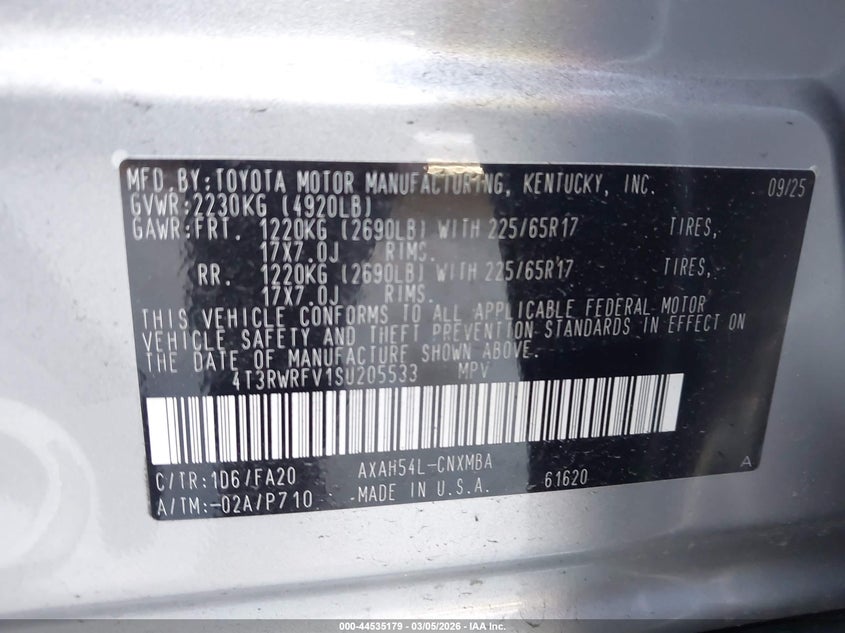 MFD.BY:TOYOTA MOTOR MANUFACTURING, KENTUCKY, INC. 09/25
GVWR:2230KG (4920LB)
GAWR:FRT. 1220KG (2690LB) WITH 225/65R17 TIRES,
17X7.0J RIMS.
RR. 1220KG (2690LB) WITH 225/65R17 TIRES,
17X7.0J RIMS.
THIS VEHICLE CONFORMS TO ALL APPLICABLE FEDERAL MOTOR
VEHICLE SAFETY AND THEFT PREVENTION STANDARDS IN EFFECT ON
THE DATE OF MANUFACTURE SHOWN ABOVE.
4T3RWRFV1SU205533 MPV
C/TR:1D6/FA20 AXAH54L-CNXMBA
A/TM:-02A/P710 MADE IN U.S.A. 61620 A
000-44535179 - 03/05/2026 - IAA Inc.